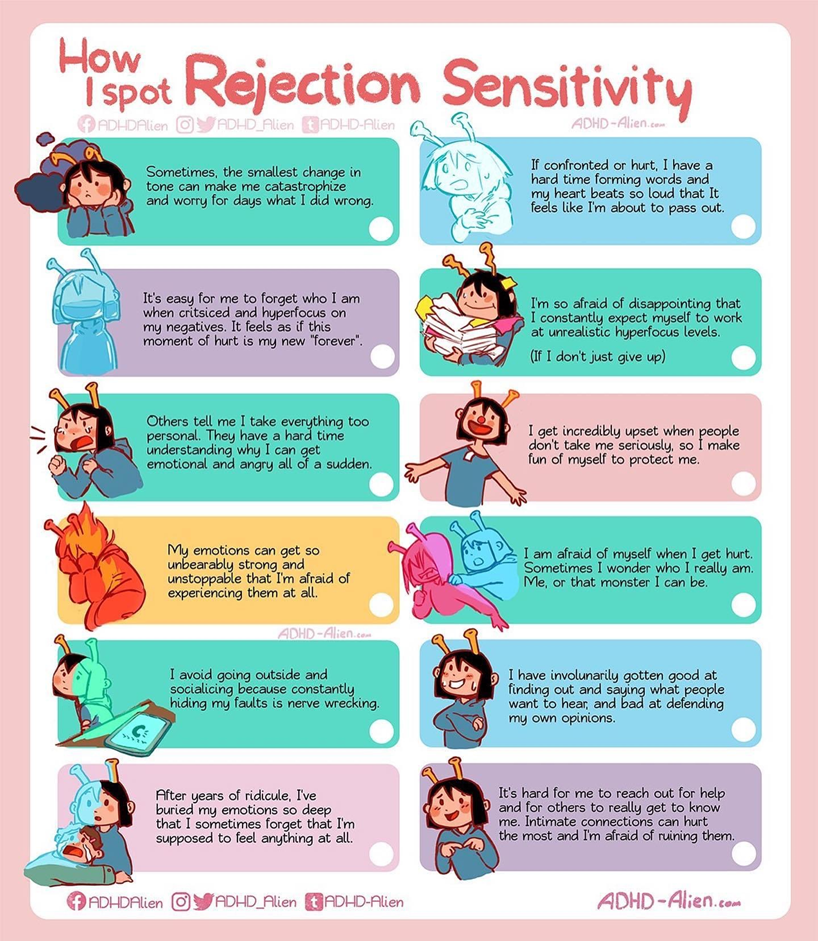 How
I spot Rejection Sensitivity
ADHDAlien ADHD_Alien ADHD-Alien
ADHD-Alien.com
Sometimes, the smallest change in
tone can make me catastrophize
and worry for days what I did wrong.
If confronted or hurt, I have a
hard time forming words and
my heart beats so loud that It
feels like I'm about to pass out.
It's easy for me to forget who I am
when critsiced and hyperfocus on
my negatives. It feels as if this
moment of hurt is my new "forever".
I'm so afraid of disappointing that
I constantly expect myself to work
at unrealistic hyperfocus levels.
(If I don't just give up)
Others tell me I take everything too
personal. They have a hard time
understanding why I can get
emotional and angry all of a sudden.
I get incredibly upset when people
don't take me seriously, so I make
fun of myself to protect me.
My emotions can get so
unbearably strong and
unstoppable that I'm afraid of
experiencing them at all.
I am afraid of myself when I get hurt.
Sometimes I wonder who I really am.
Me, or that monster I can be.
ADHD-Alien.com
I avoid going outside and
socialicing because constantly
hiding my faults is nerve wrecking.
I have involunarily gotten good at
finding out and saying what people
want to hear, and bad at defending
my own opinions.
After years of ridicule, I've
buried my emotions so deep
that I sometimes forget that I'm
supposed to feel anything at all.
It's hard for me to reach out for help
and for others to really get to know
me. Intimate connections can hurt
the most and I'm afraid of ruining them.
ADHDAlien ADHD_Alien ADHD-Alien
ADHD-Alien.com